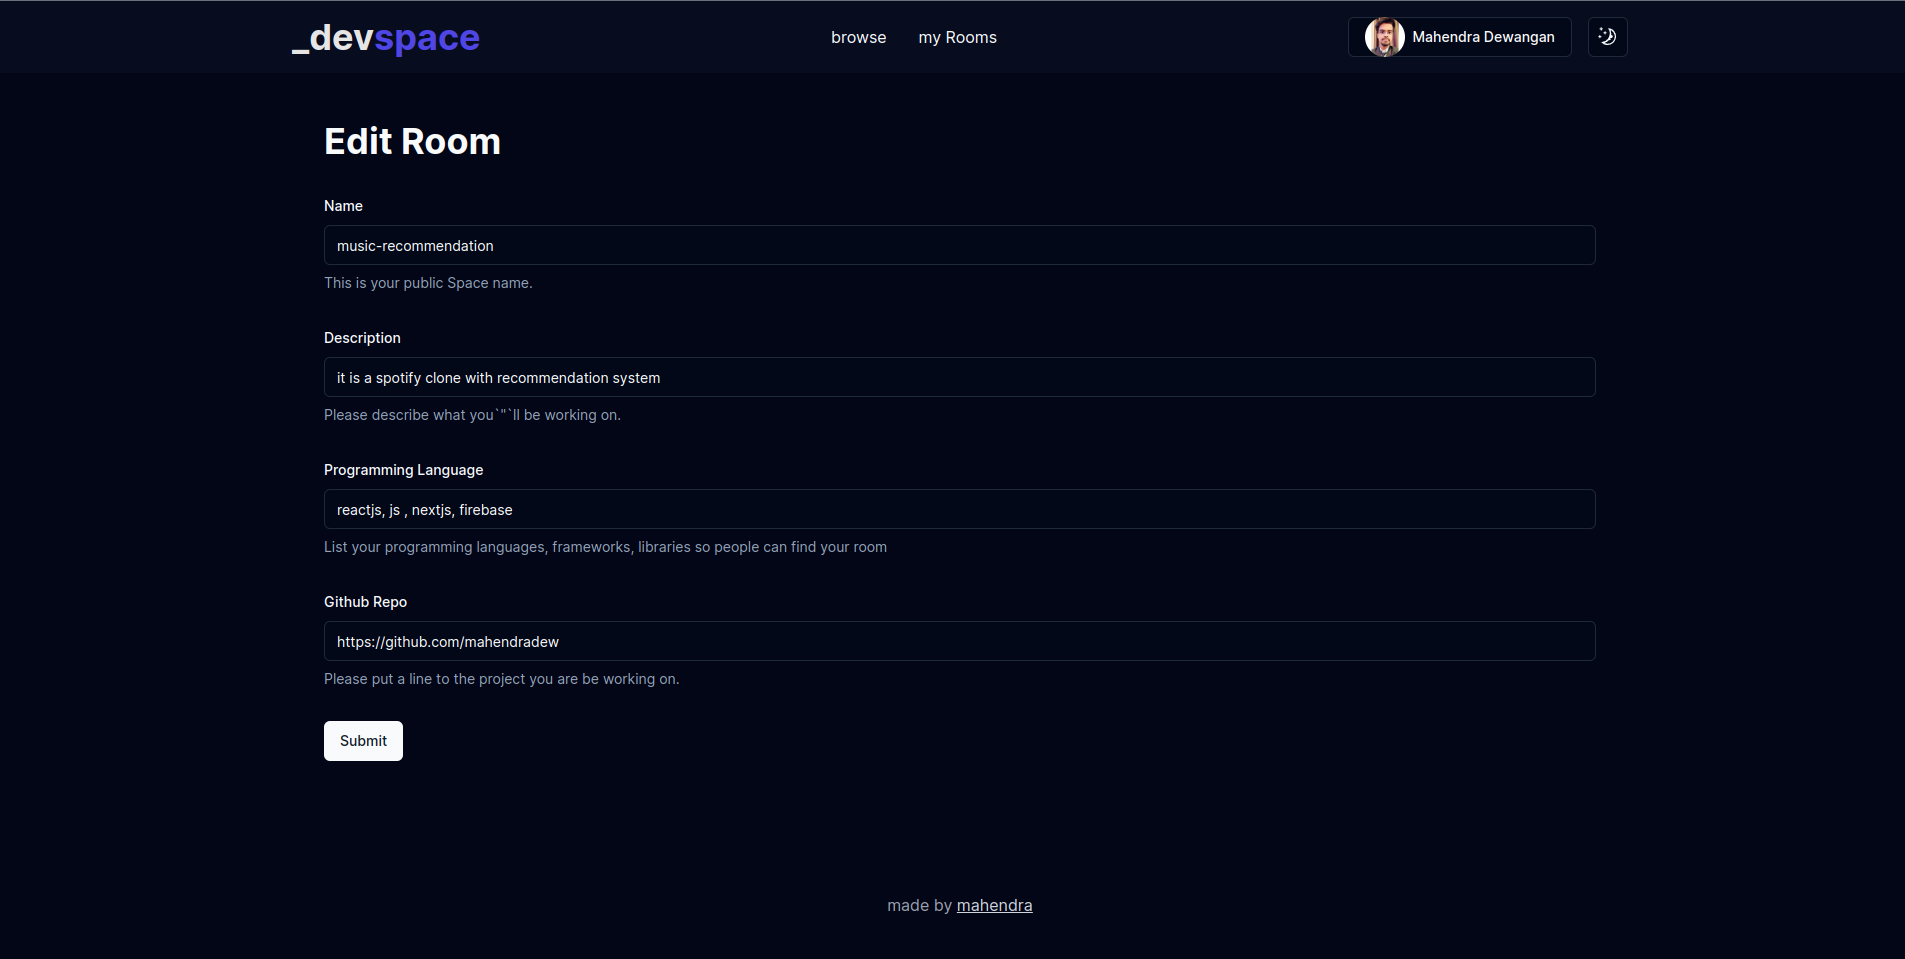 _devspace
browse
my Rooms
Mahendra Dewangan
Edit Room
Name
music-recommendation
This is your public Space name.
Description
it is a spotify clone with recommendation system
Please describe what you`"`ll be working on.
Programming Language
reactjs, js , nextjs, firebase
List your programming languages, frameworks, libraries so people can find your room
Github Repo
https://github.com/mahendradew
Please put a line to the project you are be working on.
Submit
made by mahendra